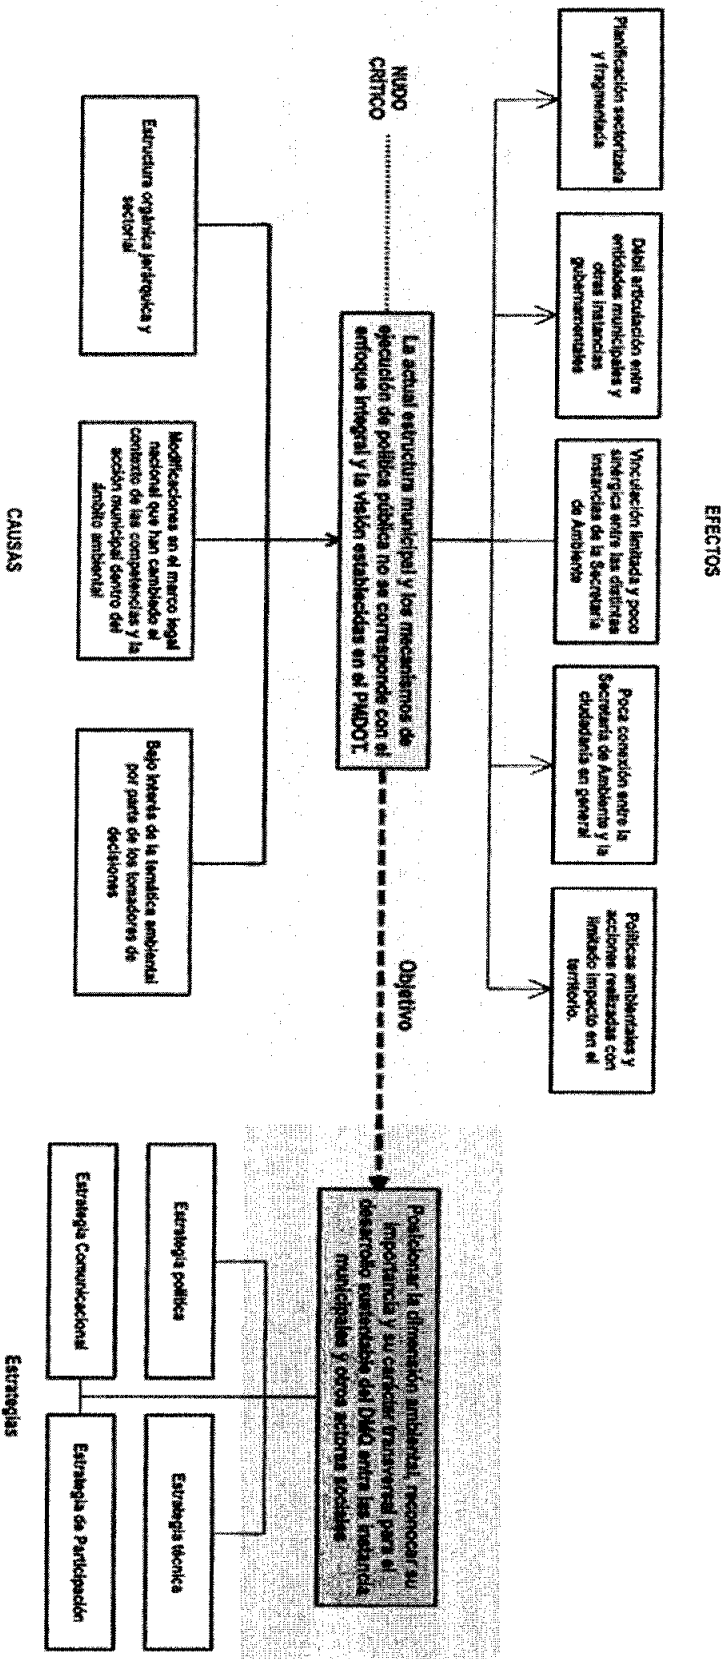 EFECTOS
Planificación sectorizada
y fragmentada
Débil articulación entre
entidades municipales y
otras instancias
gubernamentales
Vinculación limitada y poco
sinérgica entre las distintas
instancias de la Secretaría
de Ambiente
Poca conexión entre la
Secretaría de Ambiente y la
ciudadanía en general
Políticas ambientales y
acciones realizadas con
limitado impacto en el
territorio.
NUDO
CRÍTICO
La actual estructura municipal y los mecanismos de
ejecución de política pública no se corresponde con el
enfoque integral y la visión establecidas en el PMDOT.
Objetivo
Posicionar la dimensión ambiental, reconocer su
importancia y su carácter transversal para el
desarrollo sustentable del DMQ entre las instancia
municipales y otros actores sociales
Estructura orgánica jerárquica y
sectorial
Modificaciones en el marco legal
nacional que han cambiado el
contexto de las competencias y la
acción municipal dentro del
ámbito ambiental
Bajo interés de la temática ambiental
por parte de los tomadores de
decisiones
Estrategia política
Estrategia técnica
Estrategia Comunicacional
Estrategia de Participación
CAUSAS
Estrategias